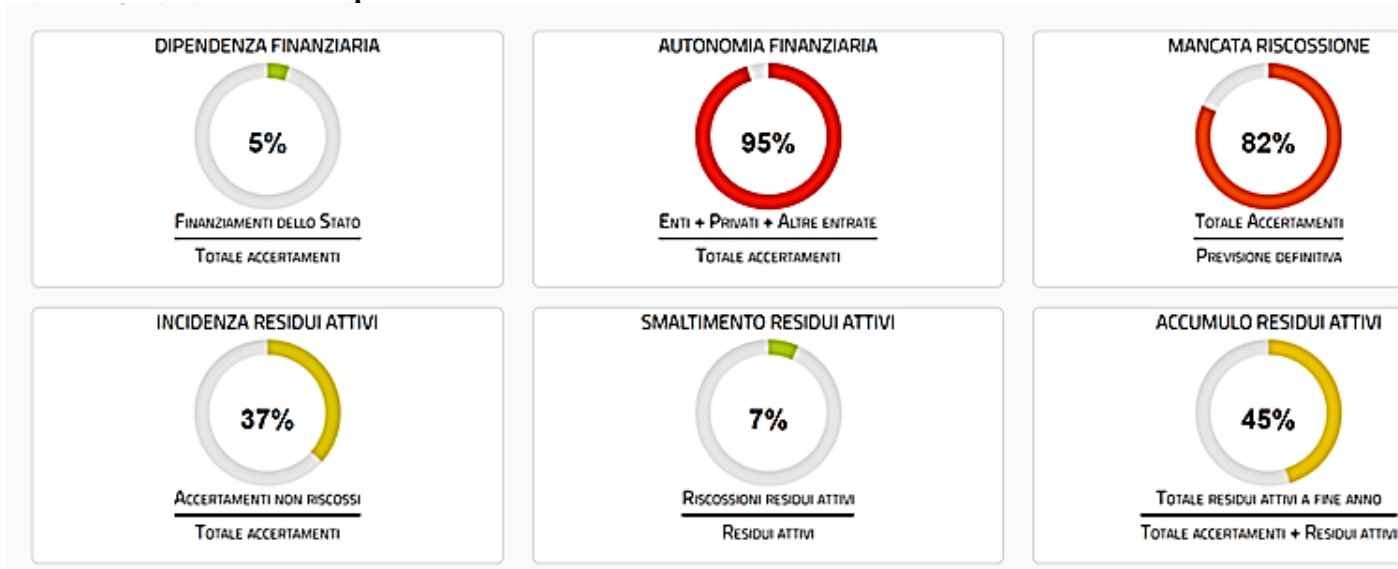 DIPENDENZA FINANZIARIA
5%
FINANZIAMENTI DELLO STATO
TOTALE ACCERTAMENTI
AUTONOMIA FINANZIARIA
95%
ENTI + PRIVATI + ALTRE ENTRATE
TOTALE ACCERTAMENTI
MANCATA RISCOSSIONE
82%
TOTALE ACCERTAMENTI
PREVISIONE DEFINITIVA
INCIDENZA RESIDUI ATTIVI
37%
ACCERTAMENTI NON RISCOSSI
TOTALE ACCERTAMENTI
SMALTIMENTO RESIDUI ATTIVI
7%
RISCOSSIONI RESIDUI ATTIVI
RESIDUI ATTIVI
ACCUMULO RESIDUI ATTIVI
45%
TOTALE RESIDUI ATTIVI A FINE ANNO
TOTALE ACCERTAMENTI + RESIDUI ATTIVI